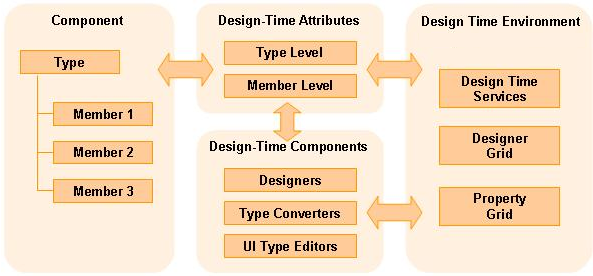 Component
Type
Member 1
Member 2
Member 3
Design-Time Attributes
Type Level
Member Level
Design-Time Components
Designers
Type Converters
UI Type Editors
Design Time Environment
Design Time
Services
Designer
Grid
Property
Grid